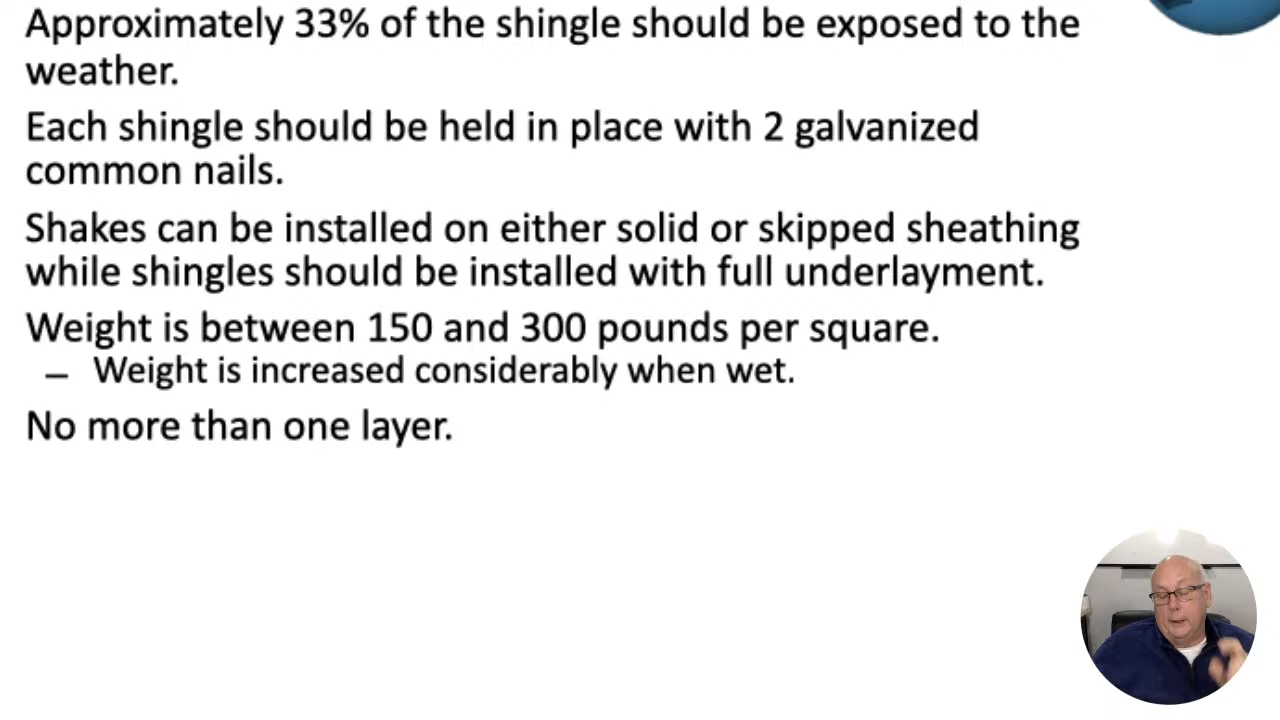 Approximately 33% of the shingle should be exposed to the
weather.
Each shingle should be held in place with 2 galvanized
common nails.
Shakes can be installed on either solid or skipped sheathing
while shingles should be installed with full underlayment.
Weight is between 150 and 300 pounds per square.
– Weight is increased considerably when wet.
No more than one layer.